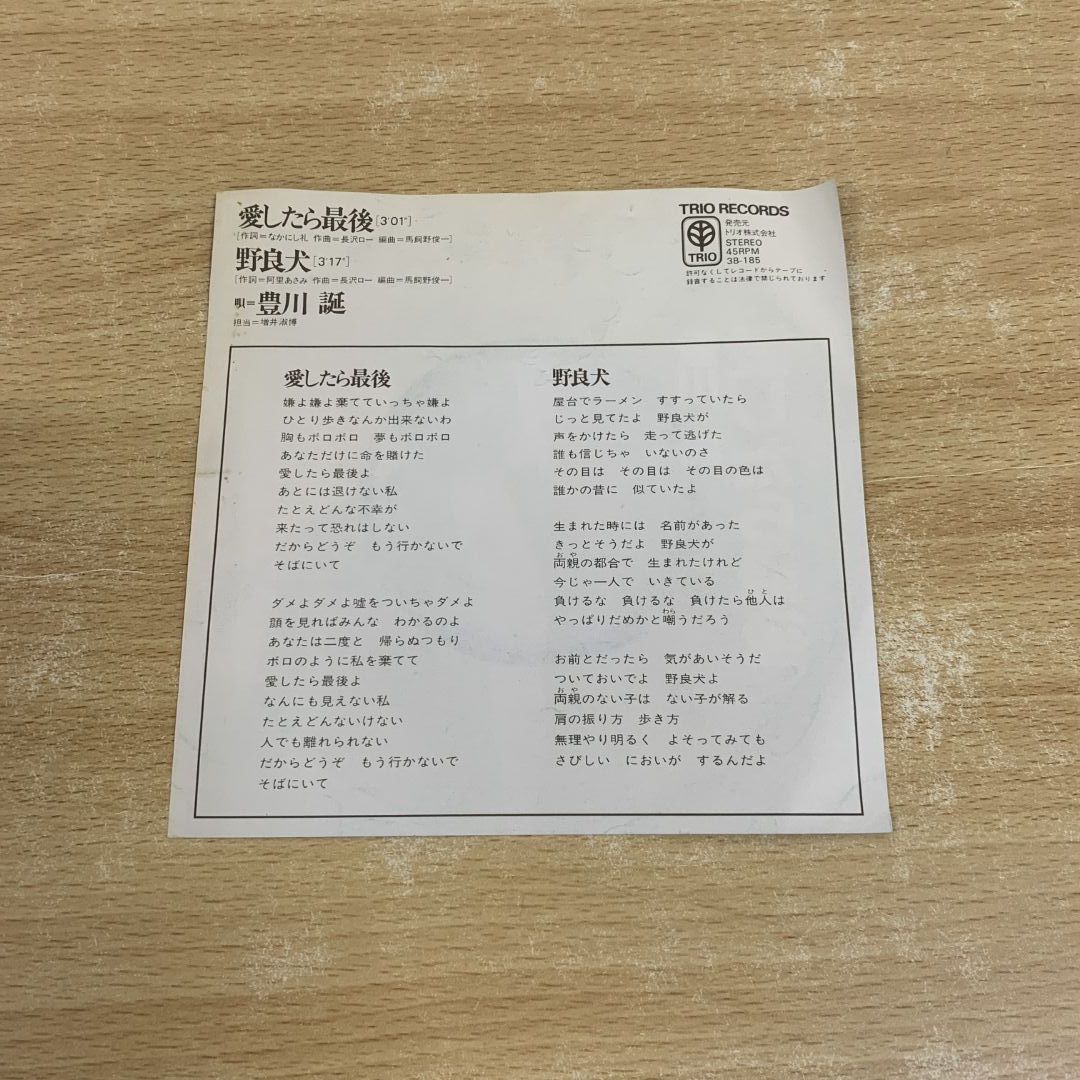 愛したら最後[3'01"]
[作詞=なかにし礼 作曲=長沢ロー 編曲=馬飼野俊一]
野良犬[3'17"]
[作詞=阿里あさみ 作曲=長沢ロー 編曲=馬飼野俊一]
唄=豊川 誕
担当=増井淑博
TRIO RECORDS
TRIO
発売元
トリオ株式会社
STEREO
45RPM
3B-185
許可なくしてレコードからテープに
録音することは法律で禁じられております
愛したら最後
嫌よ嫌よ棄てていっちゃ嫌よ
ひとり歩きなんか出来ないわ
胸もボロボロ 夢もボロボロ
あなただけに命を賭けた
愛したら最後よ
あとには退けない私
たとえどんな不幸が
来たって恐れはしない
だからどうぞ もう行かないで
そばにいて
ダメよダメよ嘘をついちゃダメよ
顔を見ればみんな わかるのよ
あなたは二度と 帰らぬつもり
ボロのように私を棄てて
愛したら最後よ
なんにも見えない私
たとえどんないけない
人でも離れられない
だからどうぞ もう行かないで
そばにいて
野良犬
屋台でラーメン すすっていたら
じっと見てたよ 野良犬が
声をかけたら 走って逃げた
誰も信じちゃ いないのさ
その目は その目は その目の色は
誰かの昔に 似ていたよ
生まれた時には 名前があった
きっとそうだよ 野良犬が
両親の都合で 生まれたけれど
今じゃ一人で いきている
負けるな 負けるな 負けたら他人は
やっぱりだめかと嘲うだろう
お前とだったら 気があいそうだ
ついておいでよ 野良犬よ
両親のない子は ない子が解る
肩の振り方 歩き方
無理やり明るく よそってみても
さびしい においが するんだよ